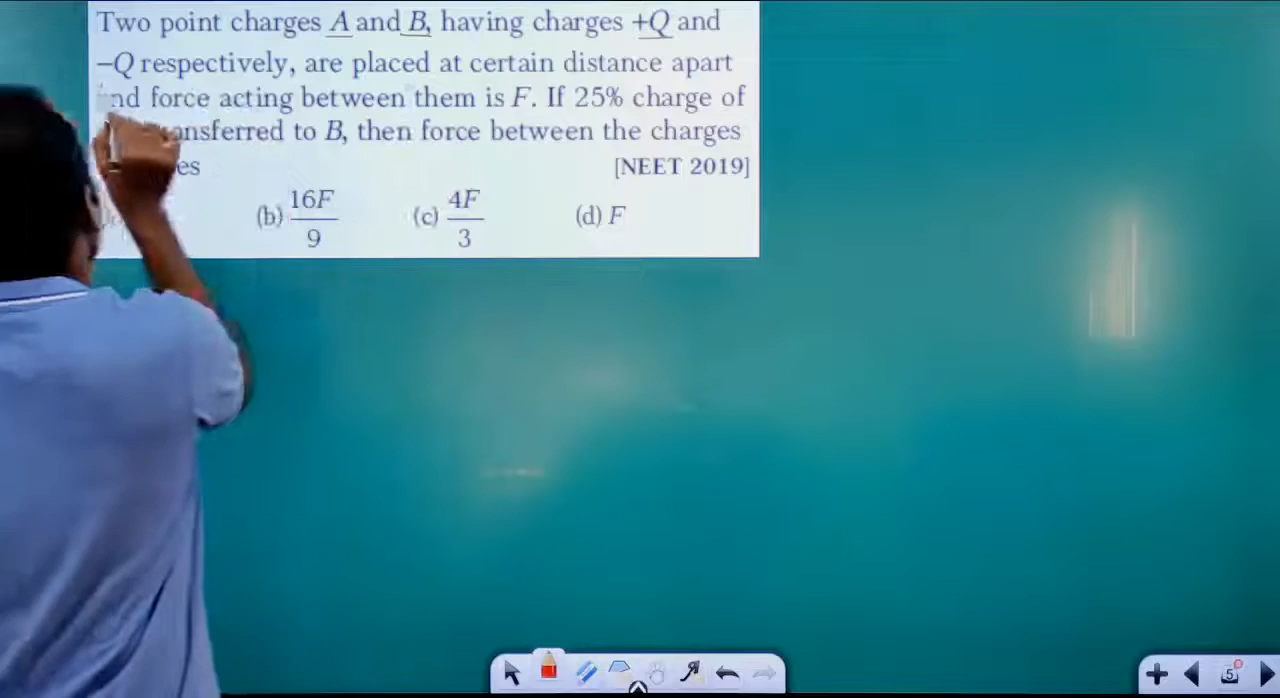 Two point charges A and B, having charges +Q and
−Q respectively, are placed at certain distance apart
nd force acting between them is F. If 25% charge of
ansferred to B, then force between the charges
es [NEET 2019]
(b) 16F/9 (c) 4F/3 (d) F
5